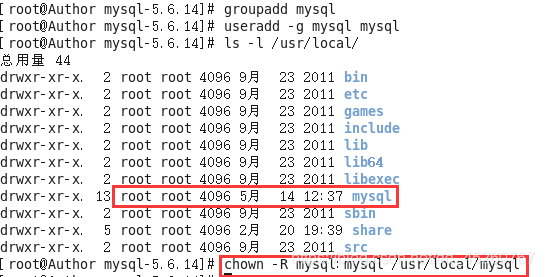 [root@Author mysql-5.6.14]# groupadd mysql
[root@Author mysql-5.6.14]# useradd -g mysql mysql
[root@Author mysql-5.6.14]# ls -l /usr/local/
总用量 44
drwxr-xr-x. 2 root root 4096 9月 23 2011 bin
drwxr-xr-x. 2 root root 4096 9月 23 2011 etc
drwxr-xr-x. 2 root root 4096 9月 23 2011 games
drwxr-xr-x. 2 root root 4096 9月 23 2011 include
drwxr-xr-x. 2 root root 4096 9月 23 2011 lib
drwxr-xr-x. 2 root root 4096 9月 23 2011 lib64
drwxr-xr-x. 2 root root 4096 9月 23 2011 libexec
drwxr-xr-x. 13 root root 4096 5月 14 12:37 mysql
drwxr-xr-x. 2 root root 4096 9月 23 2011 sbin
drwxr-xr-x. 5 root root 4096 2月 20 19:39 share
drwxr-xr-x. 2 root root 4096 9月 23 2011 src
[root@Author mysql-5.6.14]# chown -R mysql:mysql /usr/local/mysql